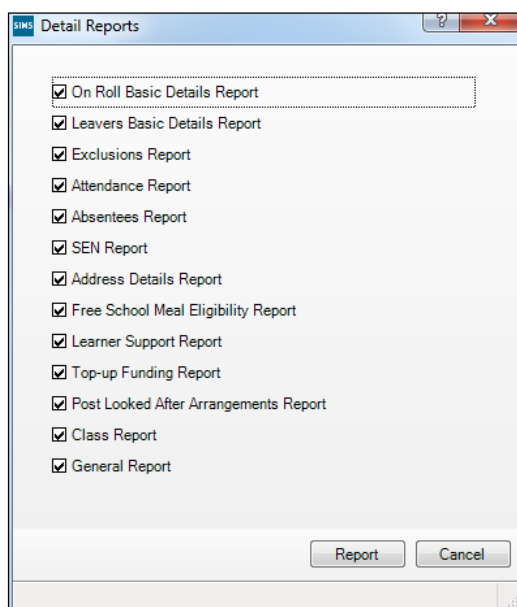 SIMS Detail Reports
On Roll Basic Details Report
Leavers Basic Details Report
Exclusions Report
Attendance Report
Absentees Report
SEN Report
Address Details Report
Free School Meal Eligibility Report
Learner Support Report
Top-up Funding Report
Post Looked After Arrangements Report
Class Report
General Report
Report Cancel